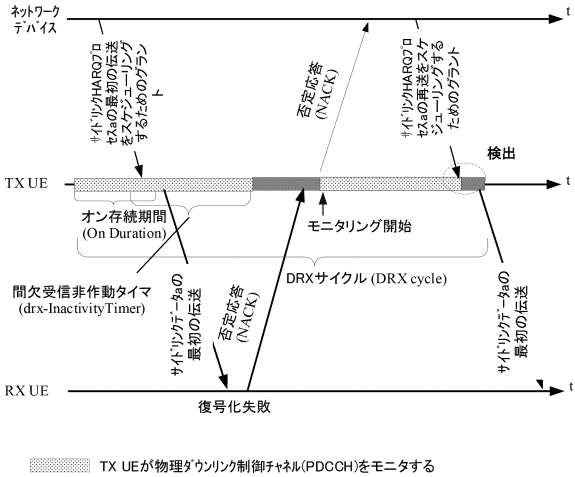 ネットワーク
デバイス
t
サイドリンクHARQプロ
セスaの最初の伝送
をスケジューリング
するためのグラン
ト
否定応答
(NACK)
サイドリンクHARQプロ
セスaの再送をスケ
ジューリングする
ためのグラント
検出
TX UE
t
オン存続期間
(On Duration)
モニタリング開始
DRXサイクル (DRX cycle)
間欠受信非作動タイマ
(drx-InactivityTimer)
サイドリンクデータaの
最初の伝送
否定応答
(NACK)
サイドリンクデータaの
最初の伝送
RX UE
t
復号化失敗
TX UEが物理ダウンリンク制御チャネル(PDCCH)をモニタする